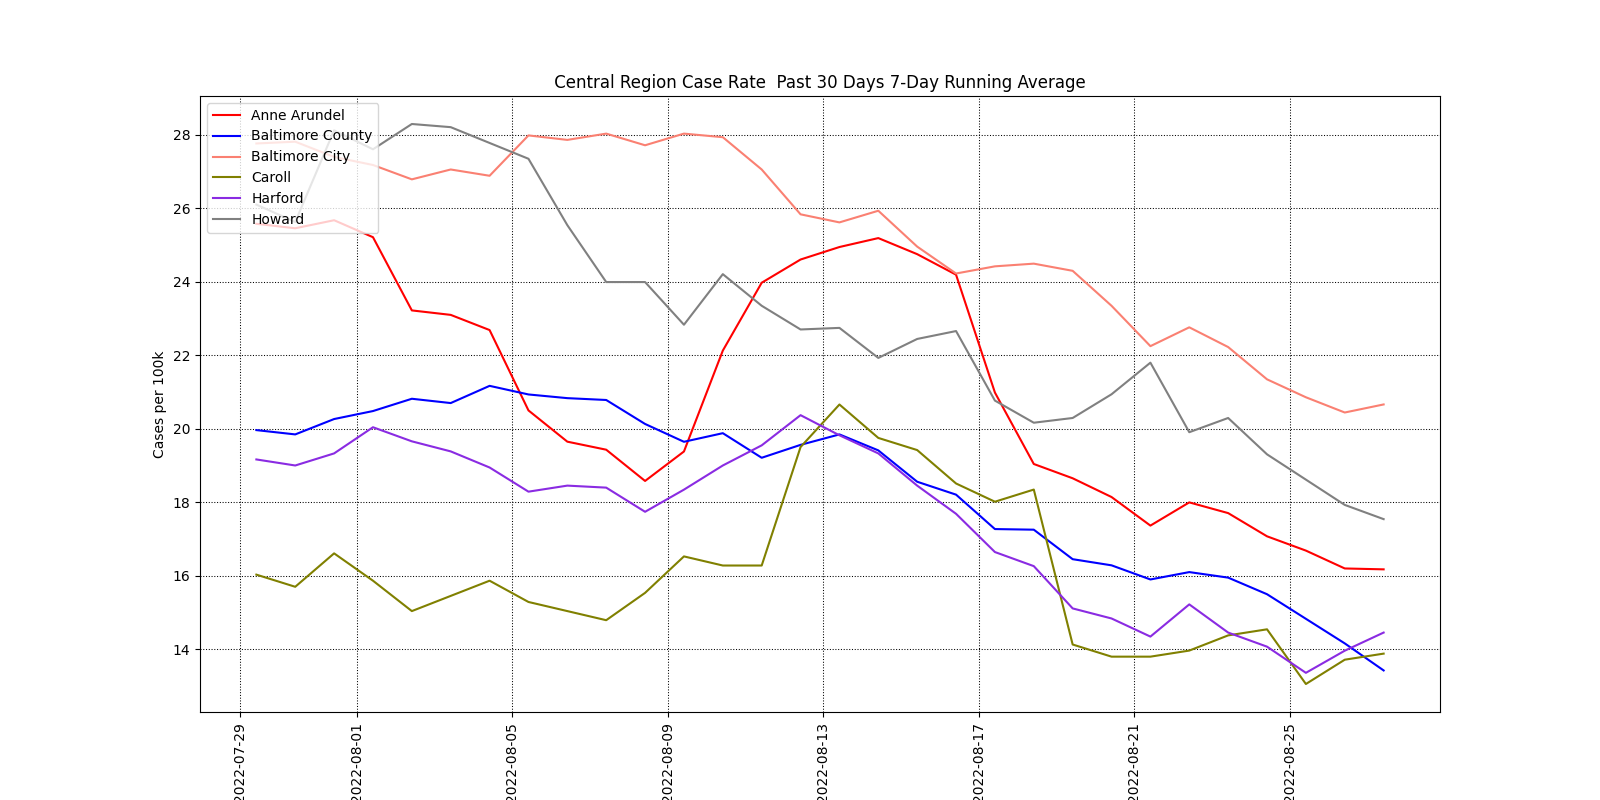 Central Region Case Rate  Past 30 Days 7-Day Running Average
Anne Arundel
Baltimore County
Baltimore City
Caroll
Harford
Howard
Cases per 100k
28
26
24
22
20
18
16
14
2022-07-29
2022-08-01
2022-08-05
2022-08-09
2022-08-13
2022-08-17
2022-08-21
2022-08-25